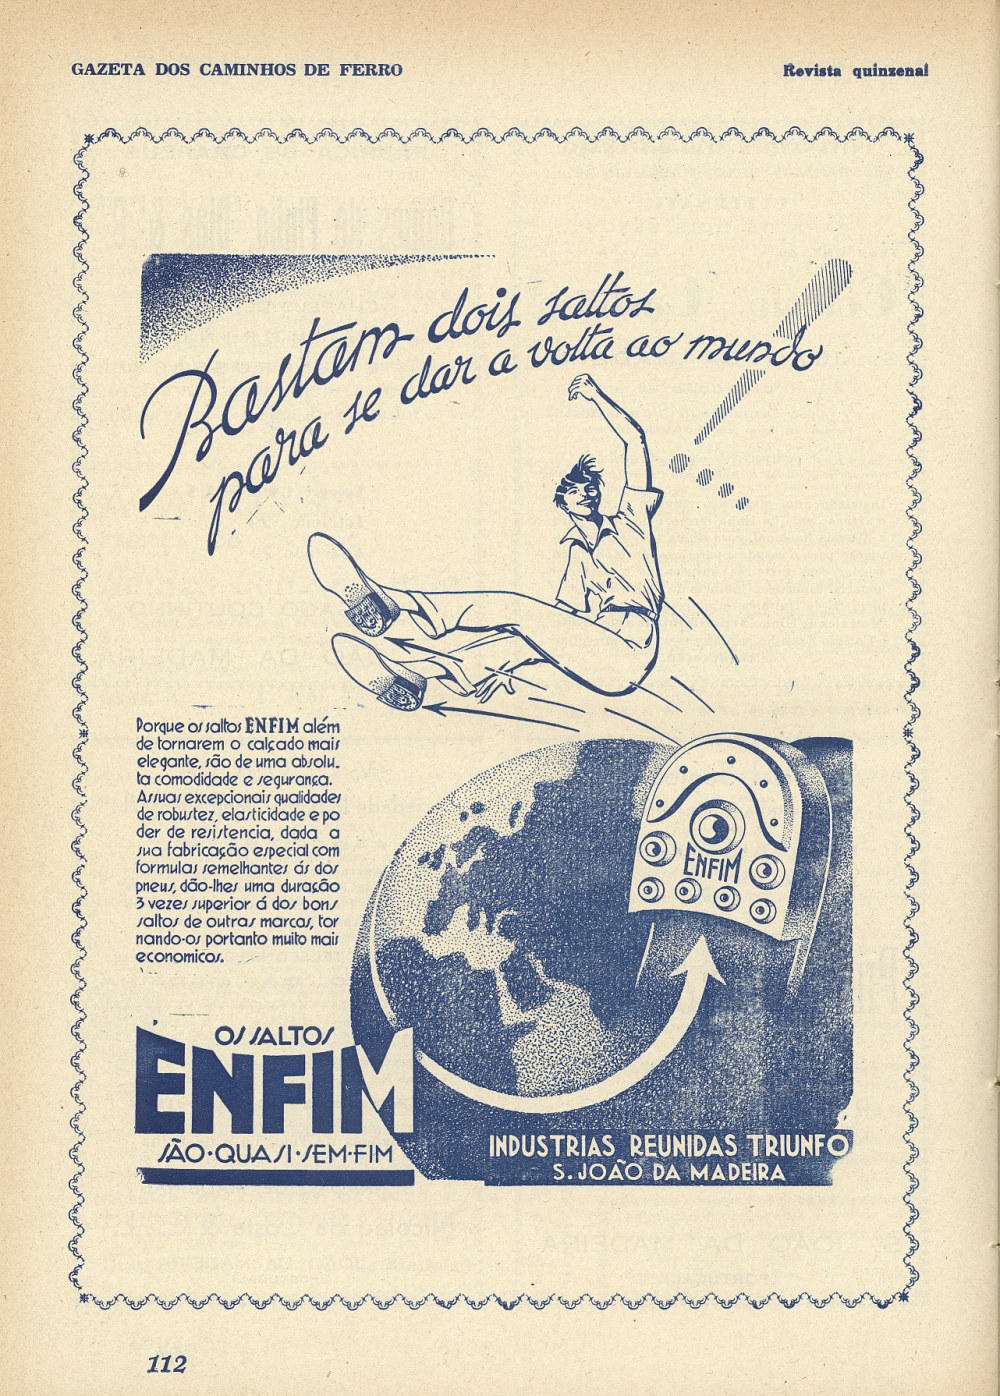 GAZETA DOS CAMINHOS DE FERRO
Revista quinzenal
Bastam dois saltos
para se dar a volta ao mundo
Porque os saltos ENFIM além
de tornarem o calçado mais
elegante, são de uma absolu-
ta comodidade e segurança.
As suas excepcionais qualidades
de robustez, elasticidade e po
der de resistencia, dada a
sua fabricação especial com
formulas semelhantes ás dos
pneus, dão-lhes uma duração
3 vezes superior á dos bons
saltos de outras marcas, tor
nando-os portanto muito mais
economicos.
ENFIM
OS SALTOS
ENFIM
SÃO·QUASI·SEM·FIM
INDUSTRIAS REUNIDAS TRIUNFO
S. JOÃO DA MADEIRA
112